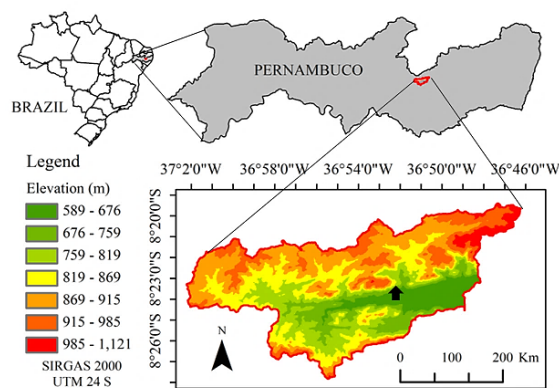 BRAZIL
PERNAMBUCO
Legend
Elevation (m)
589 - 676
676 - 759
759 - 819
819 - 869
869 - 915
915 - 985
985 - 1,121
SIRGAS 2000
UTM 24 S
37°2'0"W 36°58'0"W 36°54'0"W 36°50'0"W 36°46'0"W
8°20'0"S
8°23'0"S
8°26'0"S
N
0 100 200 Km